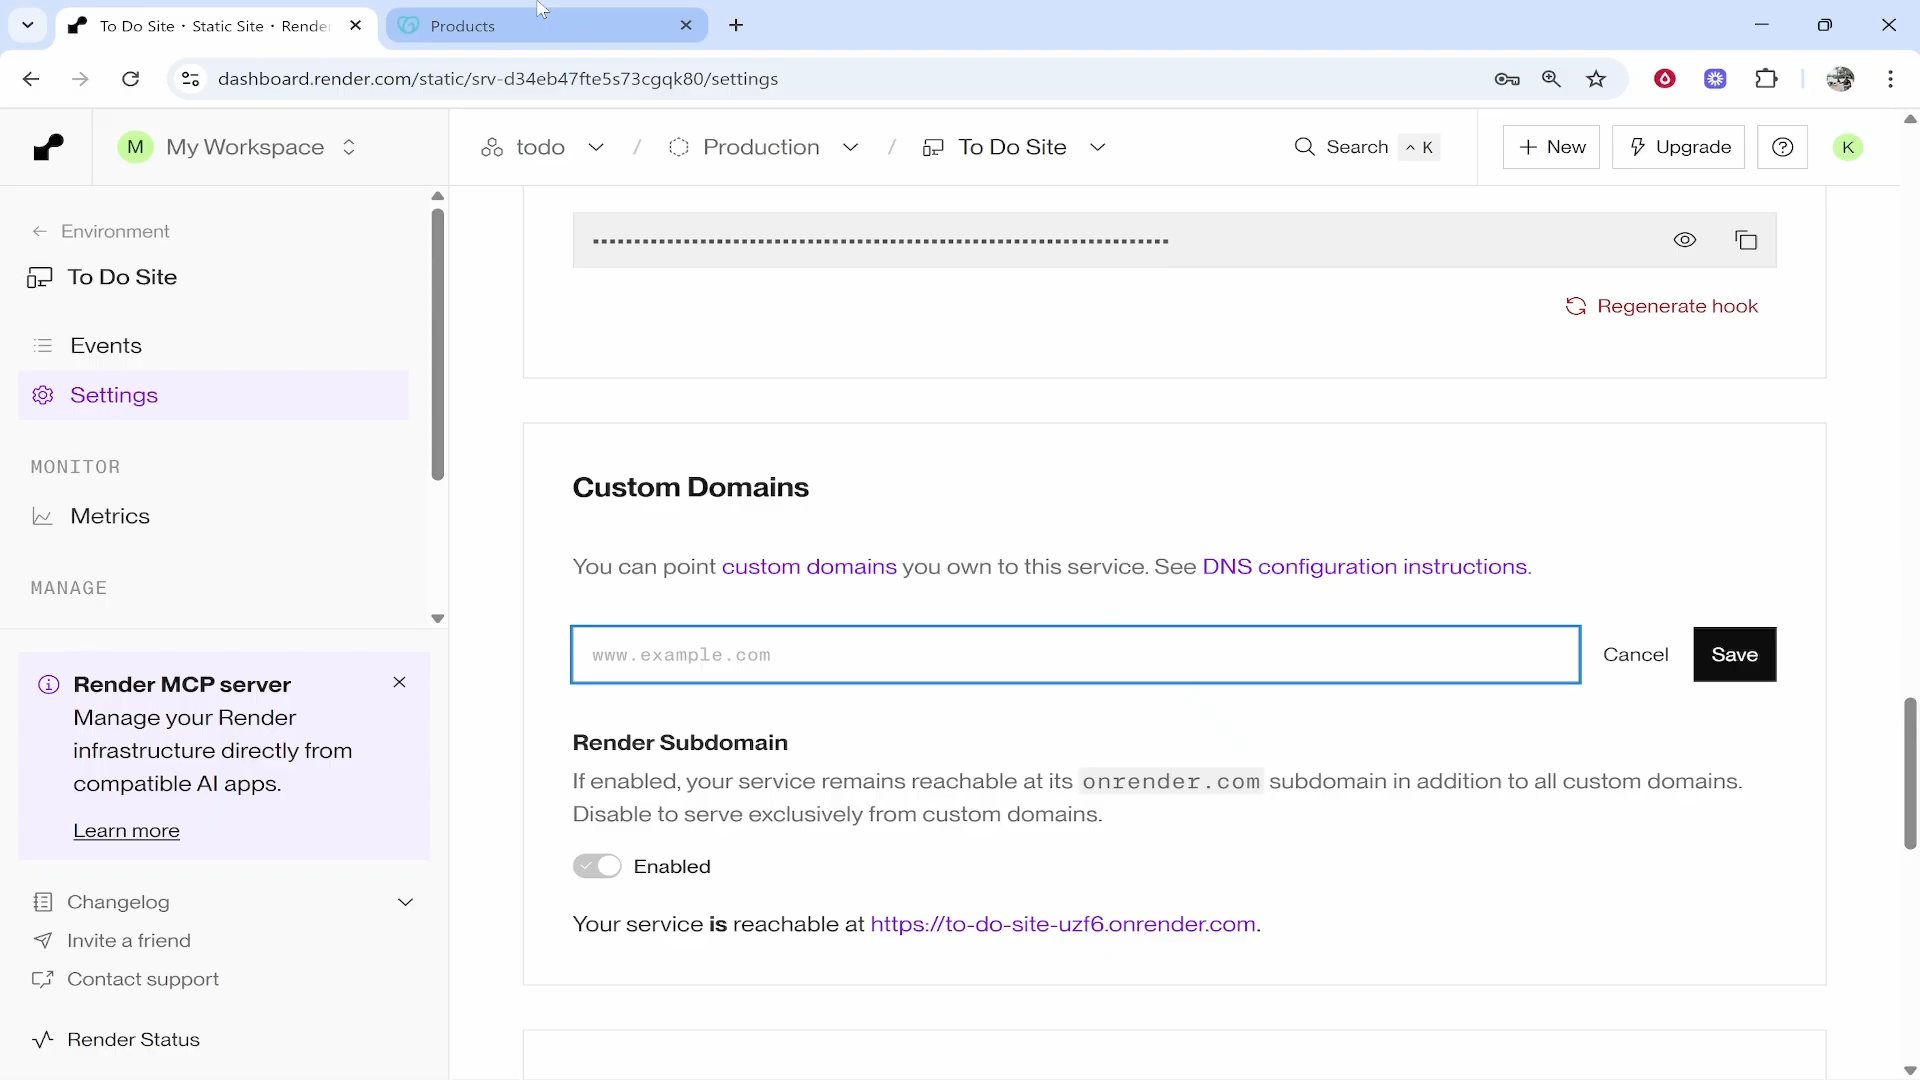 To Do Site · Static Site · Rende
Products
dashboard.render.com/static/srv-d34eb47fte5s73cgqk80/settings
M My Workspace
todo / Production / To Do Site
Search ^ K
+ New
Upgrade
K
← Environment
To Do Site
Events
Settings
MONITOR
Metrics
MANAGE
Render MCP server
Manage your Render
infrastructure directly from
compatible AI apps.
Learn more
Changelog
Invite a friend
Contact support
Render Status
Regenerate hook
Custom Domains
You can point custom domains you own to this service. See DNS configuration instructions.
www.example.com
Cancel
Save
Render Subdomain
If enabled, your service remains reachable at its onrender.com subdomain in addition to all custom domains.
Disable to serve exclusively from custom domains.
Enabled
Your service is reachable at https://to-do-site-uzf6.onrender.com.